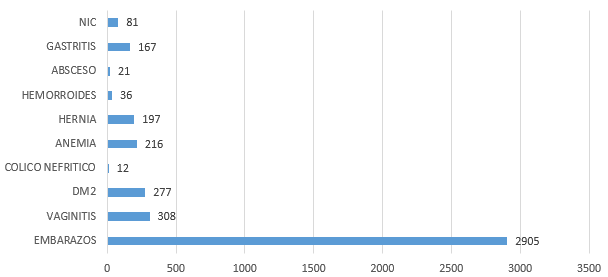 NIC 81
GASTRITIS 167
ABSCESO 21
HEMORROIDES 36
HERNIA 197
ANEMIA 216
COLICO NEFRITICO 12
DM2 277
VAGINITIS 308
EMBARAZOS 2905
0 500 1000 1500 2000 2500 3000 3500